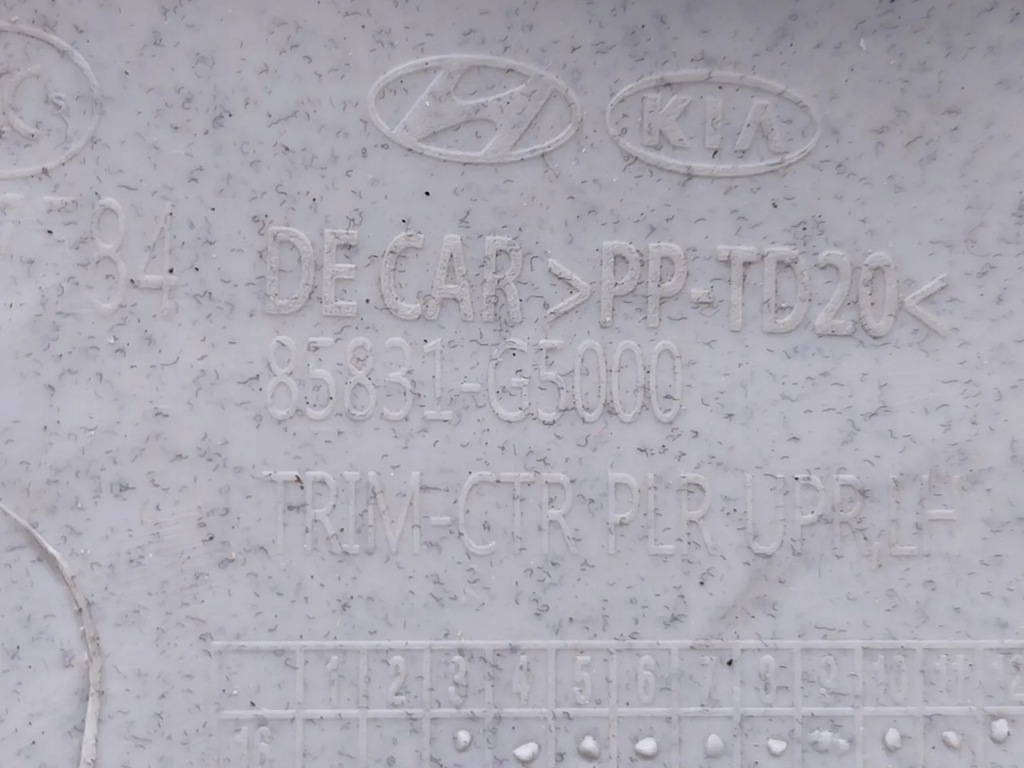 KIA
84
DE CAR >PP-TD20<
85831-G5000
TRIM-CTR PLR UPR,LH
1 2 3 4 5 6 7 8 9 10 11 12
16